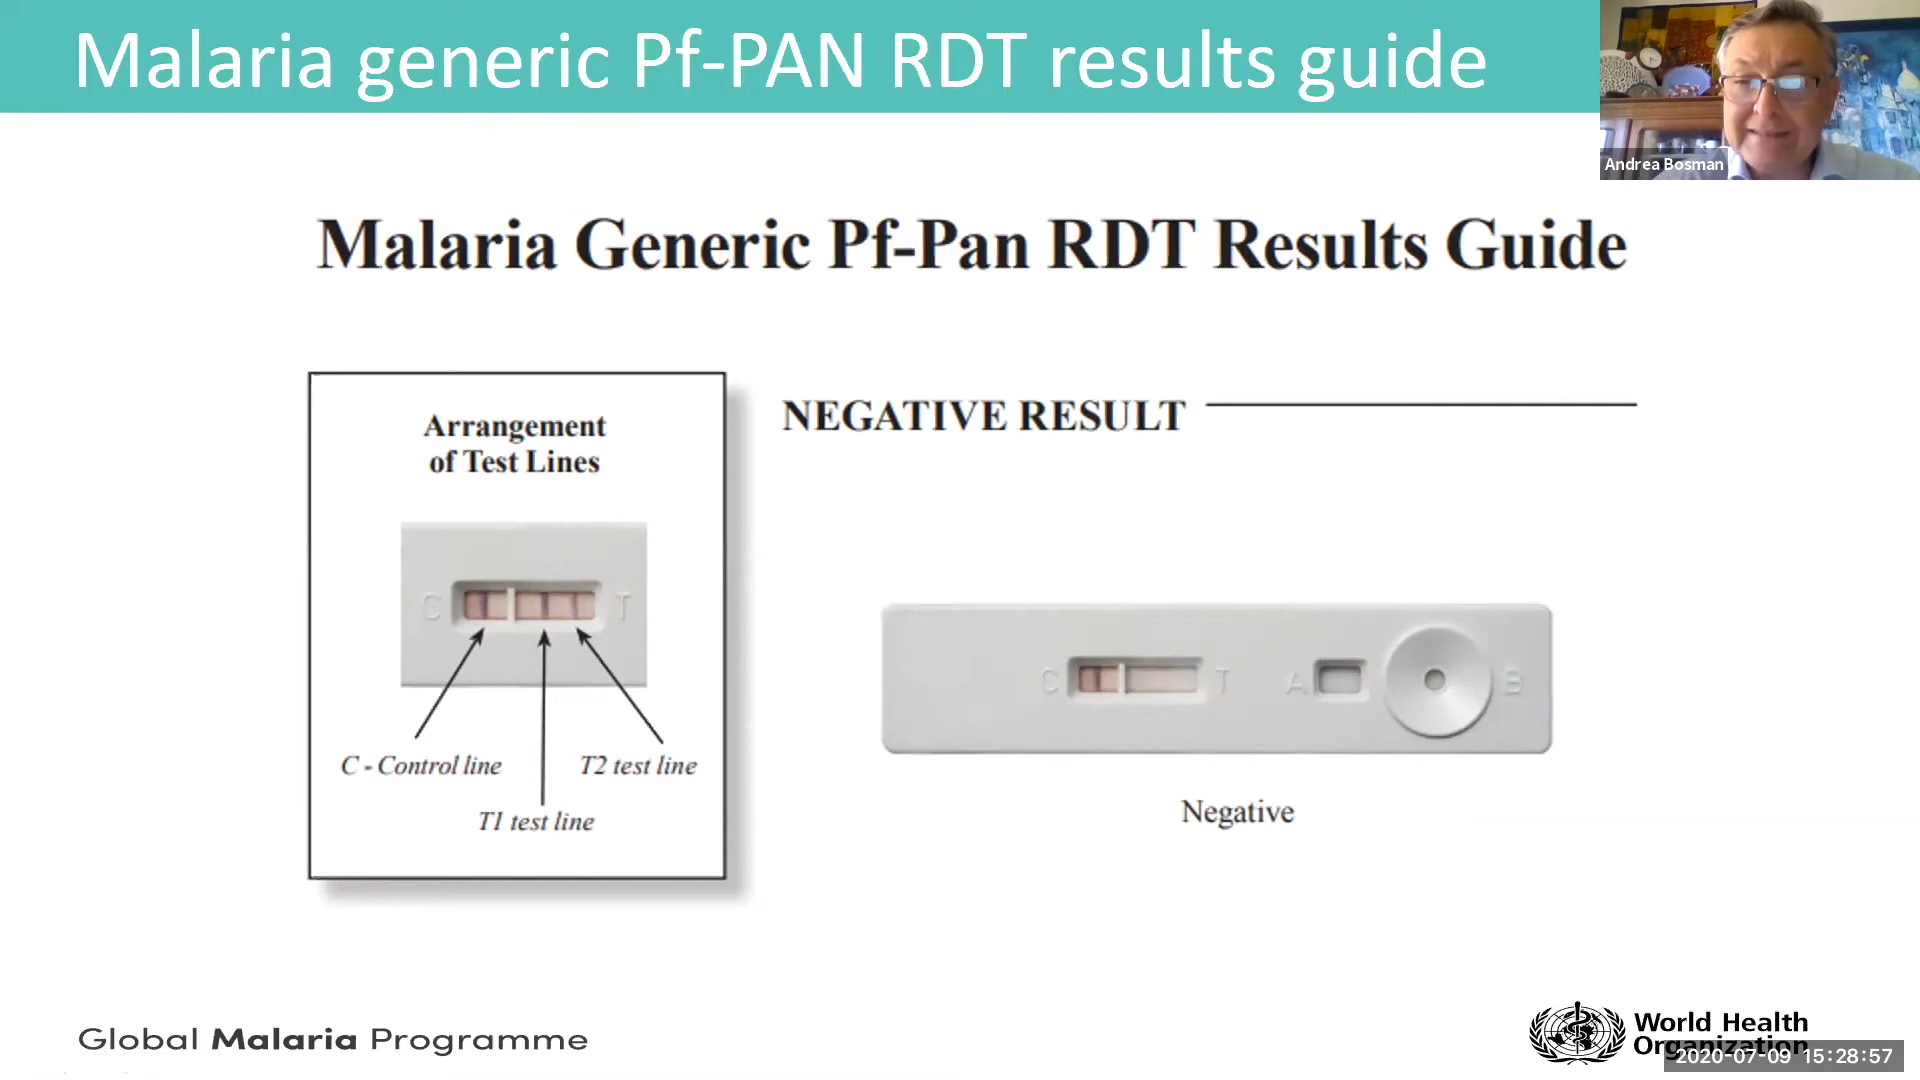 Malaria generic Pf-PAN RDT results guide
Andrea Bosman
Malaria Generic Pf-Pan RDT Results Guide
Arrangement
of Test Lines
C T
C - Control line
T1 test line
T2 test line
NEGATIVE RESULT
C T A B
Negative
Global Malaria Programme
World Health
Organization
2020-07-09 15:28:57